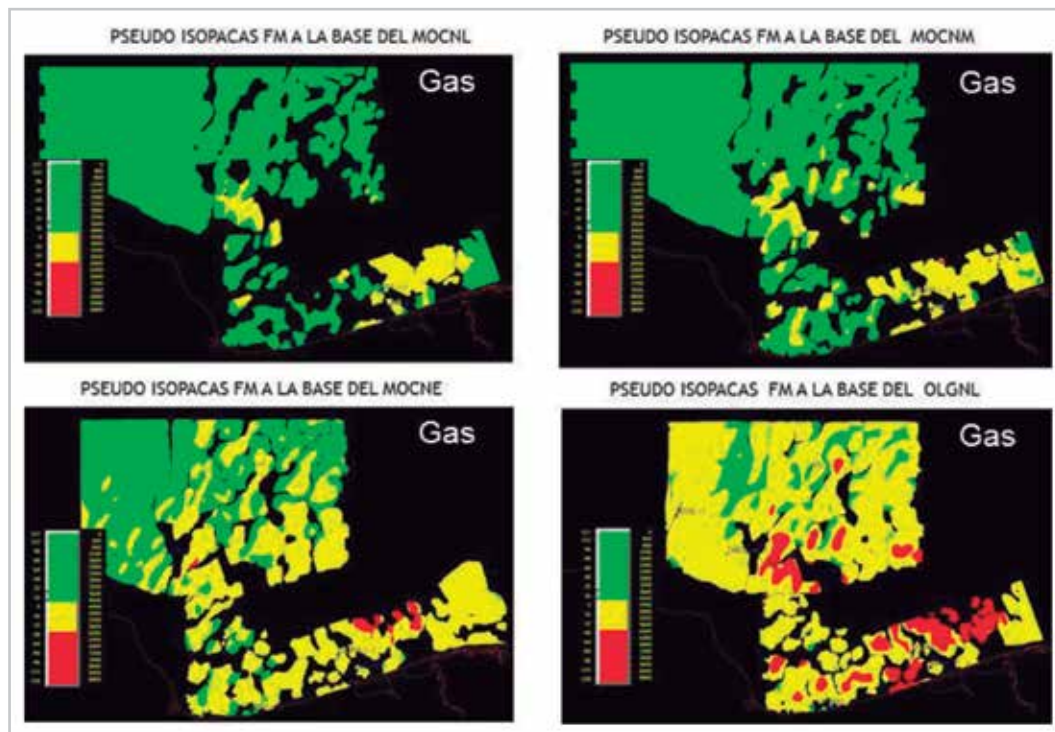 PSEUDO ISOPACAS FM A LA BASE DEL MOCNL
Gas
PSEUDO ISOPACAS FM A LA BASE DEL MOCNM
Gas
PSEUDO ISOPACAS FM A LA BASE DEL MOCNE
Gas
PSEUDO ISOPACAS FM A LA BASE DEL OLGNL
Gas